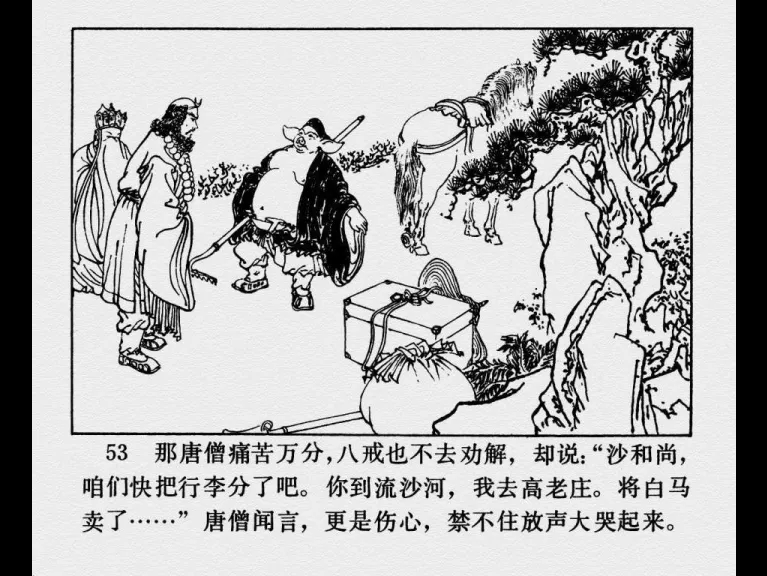 53 那唐僧痛苦万分，八戒也不去劝解，却说：“沙和尚，
咱们快把行李分了吧。你到流沙河，我去高老庄。将白马
卖了……”唐僧闻言，更是伤心，禁不住放声大哭起来。